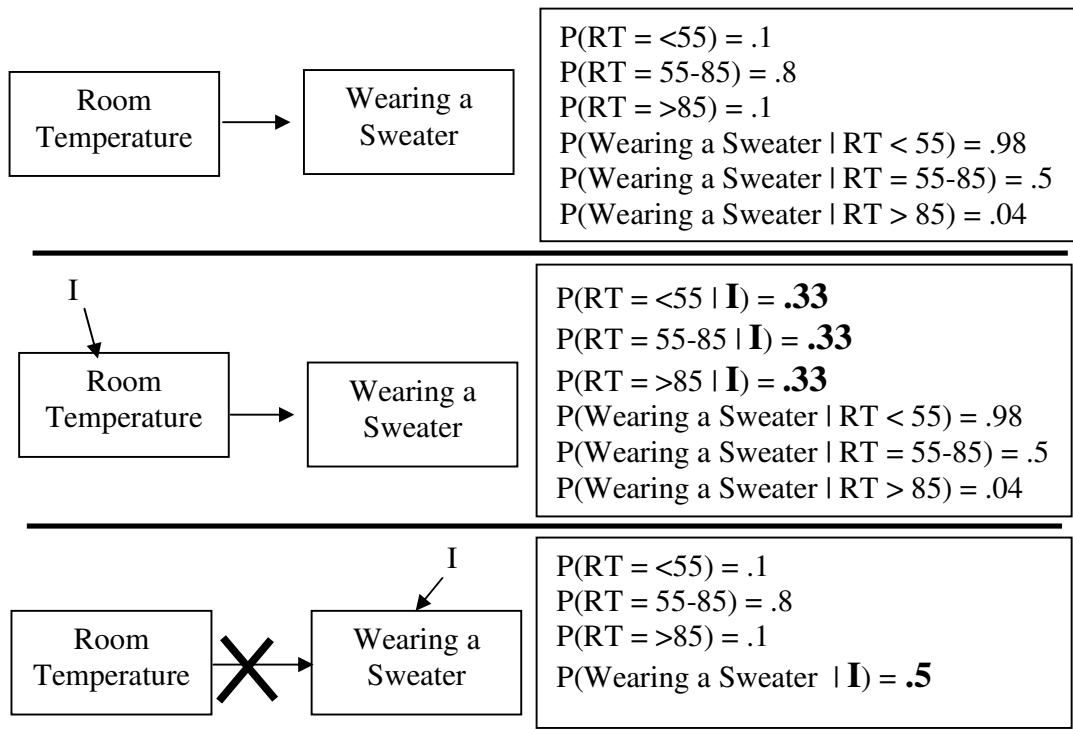 Room
Temperature
Wearing a
Sweater
P(RT = <55) = .1
P(RT = 55-85) = .8
P(RT = >85) = .1
P(Wearing a Sweater | RT < 55) = .98
P(Wearing a Sweater | RT = 55-85) = .5
P(Wearing a Sweater | RT > 85) = .04
I
Room
Temperature
Wearing a
Sweater
P(RT = <55 | I) = .33
P(RT = 55-85 | I) = .33
P(RT = >85 | I) = .33
P(Wearing a Sweater | RT < 55) = .98
P(Wearing a Sweater | RT = 55-85) = .5
P(Wearing a Sweater | RT > 85) = .04
I
Room
Temperature
Wearing a
Sweater
P(RT = <55) = .1
P(RT = 55-85) = .8
P(RT = >85) = .1
P(Wearing a Sweater | I) = .5